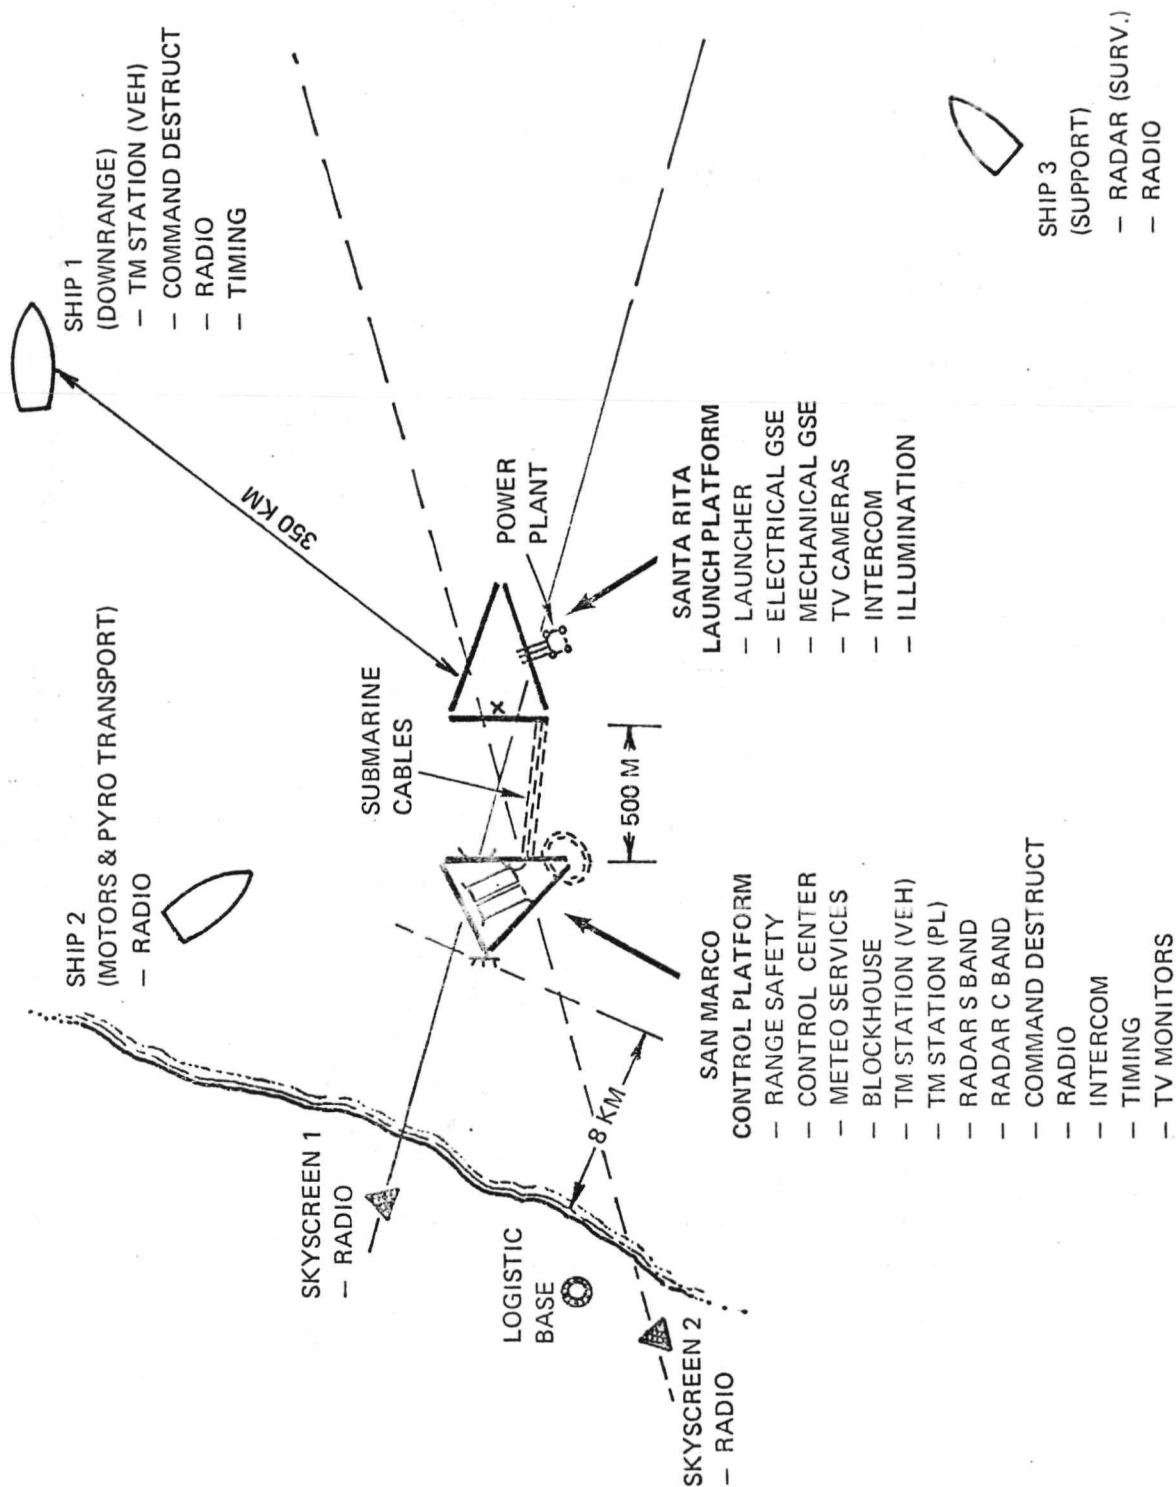 SHIP 1
(DOWNRANGE)
– TM STATION (VEH)
– COMMAND DESTRUCT
– RADIO
– TIMING
350 KM
SHIP 2
(MOTORS & PYRO TRANSPORT)
– RADIO
SUBMARINE
CABLES
POWER
PLANT
X
500 M
SKYSCREEN 1
– RADIO
8 KM
LOGISTIC
BASE
SKYSCREEN 2
– RADIO
SAN MARCO
CONTROL PLATFORM
– RANGE SAFETY
– CONTROL CENTER
– METEO SERVICES
– BLOCKHOUSE
– TM STATION (VEH)
– TM STATION (PL)
– RADAR S BAND
– RADAR C BAND
– COMMAND DESTRUCT
– RADIO
– INTERCOM
– TIMING
– TV MONITORS
SANTA RITA
LAUNCH PLATFORM
– LAUNCHER
– ELECTRICAL GSE
– MECHANICAL GSE
– TV CAMERAS
– INTERCOM
– ILLUMINATION
SHIP 3
(SUPPORT)
– RADAR (SURV.)
– RADIO